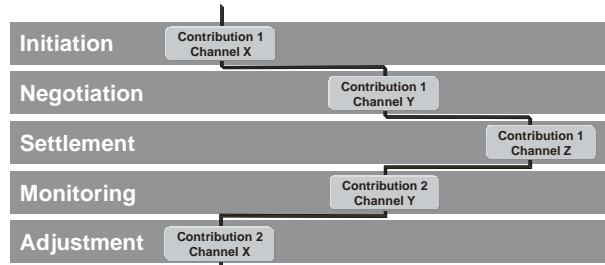 Initiation
Contribution 1
Channel X
Negotiation
Contribution 1
Channel Y
Settlement
Contribution 1
Channel Z
Monitoring
Contribution 2
Channel Y
Adjustment
Contribution 2
Channel X